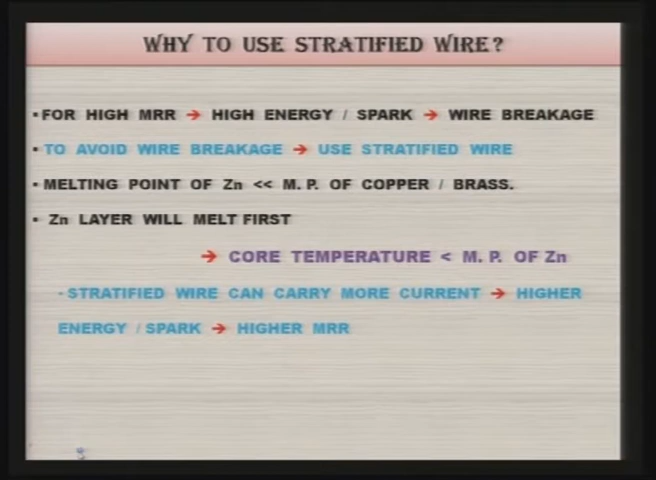 WHY TO USE STRATIFIED WIRE?
▪FOR HIGH MRR → HIGH ENERGY / SPARK → WIRE BREAKAGE
▪ TO AVOID WIRE BREAKAGE → USE STRATIFIED WIRE
▪ MELTING POINT OF Zn << M. P. OF COPPER / BRASS.
▪ Zn LAYER WILL MELT FIRST
→ CORE TEMPERATURE < M. P. OF Zn
▪STRATIFIED WIRE CAN CARRY MORE CURRENT → HIGHER
ENERGY / SPARK → HIGHER MRR